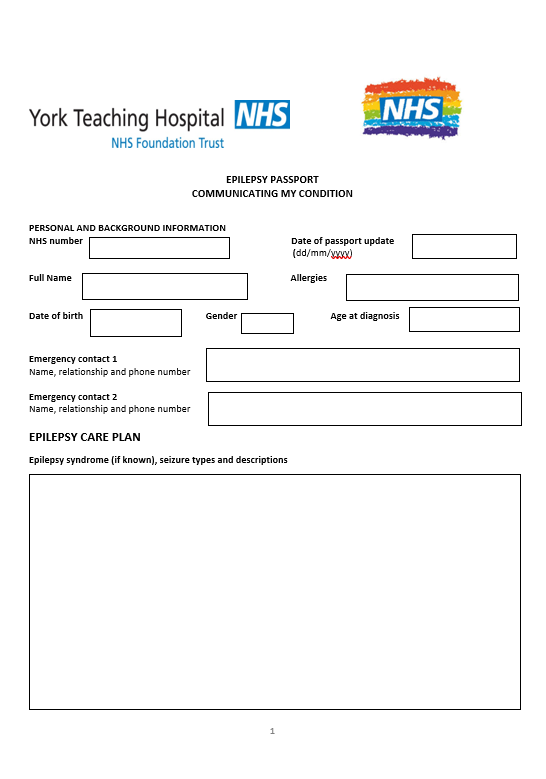 York Teaching Hospital NHS
NHS Foundation Trust
NHS
EPILEPSY PASSPORT
COMMUNICATING MY CONDITION
PERSONAL AND BACKGROUND INFORMATION
NHS number
Date of passport update
(dd/mm/yyyy)
Full Name
Allergies
Date of birth
Gender
Age at diagnosis
Emergency contact 1
Name, relationship and phone number
Emergency contact 2
Name, relationship and phone number
EPILEPSY CARE PLAN
Epilepsy syndrome (if known), seizure types and descriptions
1